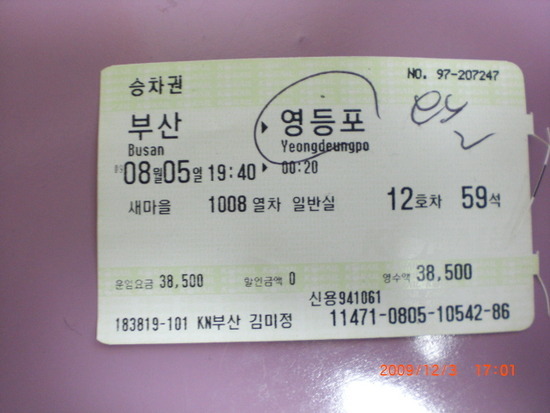 NO. 97-207247
승차권
부산 ▶ 영등포
Busan Yeongdeungpo
08월05일 19:40 ▶ 00:20
새마을 1008 열차 일반실 12호차 59석
운임요금 38,500 할인금액 0 영수액 38,500
신용941061
183819-101 KN부산 김미정 11471-0805-10542-86
2009/12/2 17:01